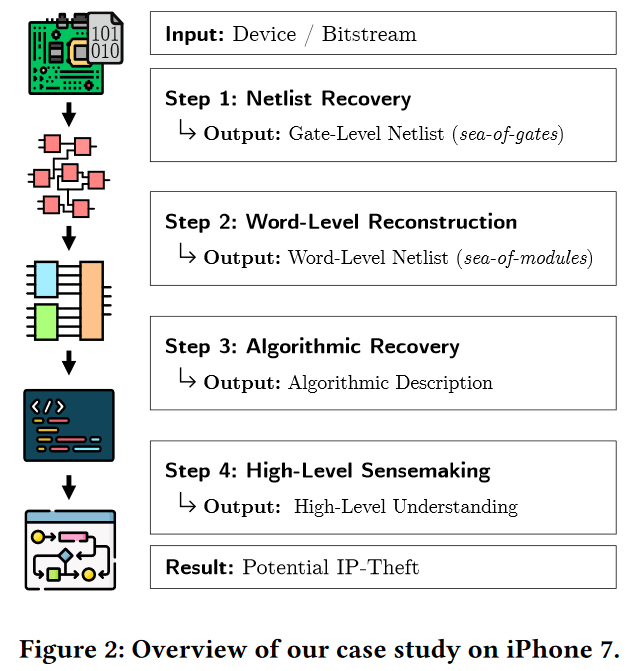 101
010
Input: Device / Bitstream
Step 1: Netlist Recovery
↳ Output: Gate-Level Netlist (sea-of-gates)
Step 2: Word-Level Reconstruction
↳ Output: Word-Level Netlist (sea-of-modules)
Step 3: Algorithmic Recovery
↳ Output: Algorithmic Description
</>
Step 4: High-Level Sensemaking
↳ Output: High-Level Understanding
Result: Potential IP-Theft
Figure 2: Overview of our case study on iPhone 7.